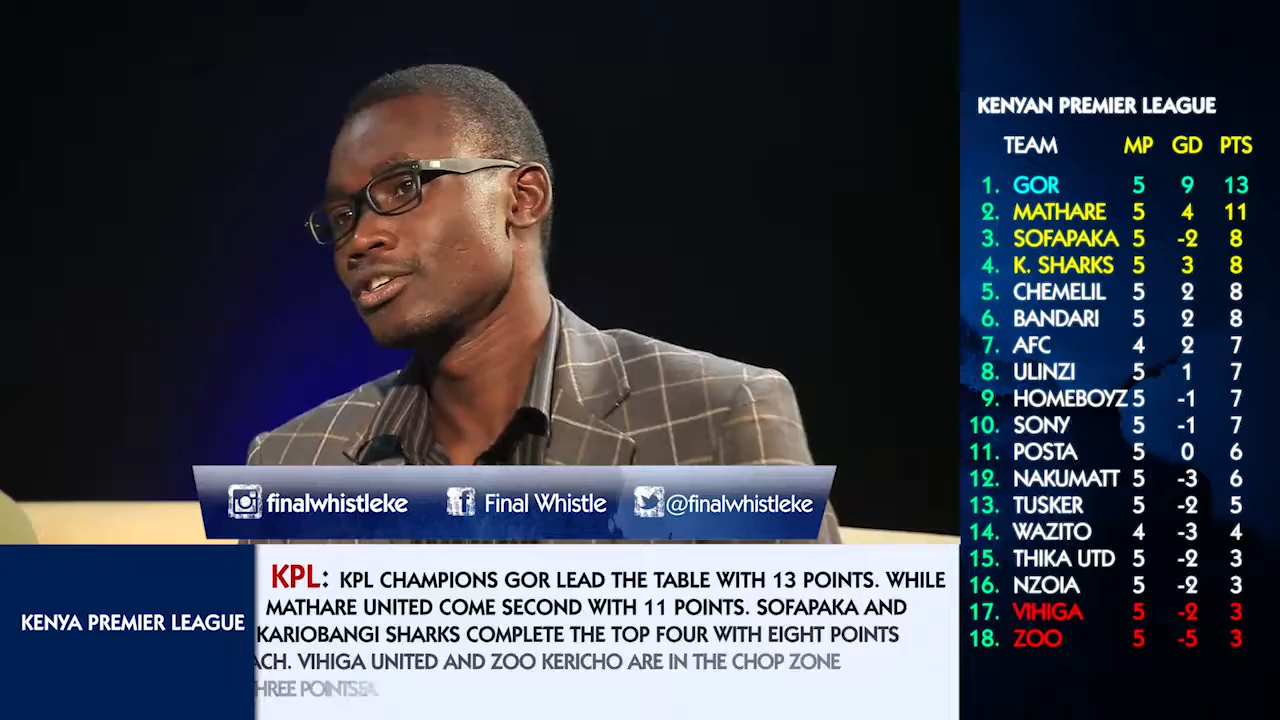 KENYAN PREMIER LEAGUE
TEAM MP GD PTS
1. GOR 5 9 13
2. MATHARE 5 4 11
3. SOFAPAKA 5 -2 8
4. K. SHARKS 5 3 8
5. CHEMELIL 5 2 8
6. BANDARI 5 2 8
7. AFC 4 2 7
8. ULINZI 5 1 7
9. HOMEBOYZ 5 -1 7
10. SONY 5 -1 7
11. POSTA 5 0 6
12. NAKUMATT 5 -3 6
13. TUSKER 5 -2 5
14. WAZITO 4 -3 4
15. THIKA UTD 5 -2 3
16. NZOIA 5 -2 3
17. VIHIGA 5 -2 3
18. ZOO 5 -5 3
finalwhistleke Final Whistle @finalwhistleke
KENYA PREMIER LEAGUE
KPL: KPL CHAMPIONS GOR LEAD THE TABLE WITH 13 POINTS. WHILE
MATHARE UNITED COME SECOND WITH 11 POINTS. SOFAPAKA AND
KARIOBANGI SHARKS COMPLETE THE TOP FOUR WITH EIGHT POINTS
ACH. VIHIGA UNITED AND ZOO KERICHO ARE IN THE CHOP ZONE
HREE POINTS